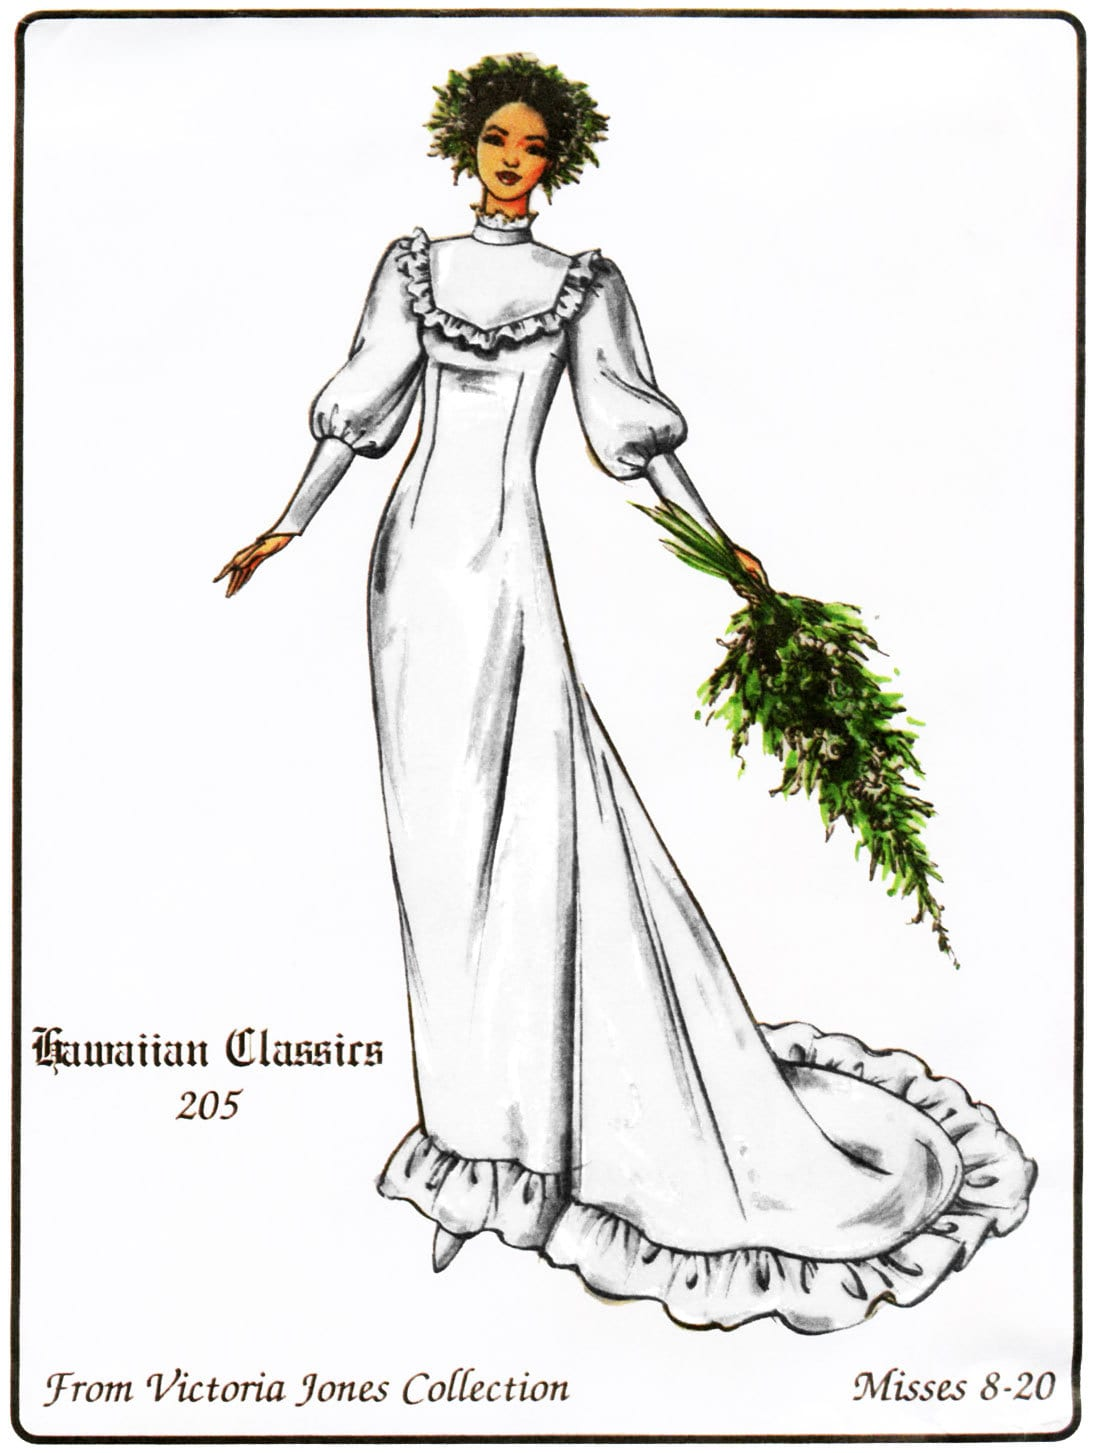 Hawaiian Classics
205
From Victoria Jones Collection
Misses 8-20